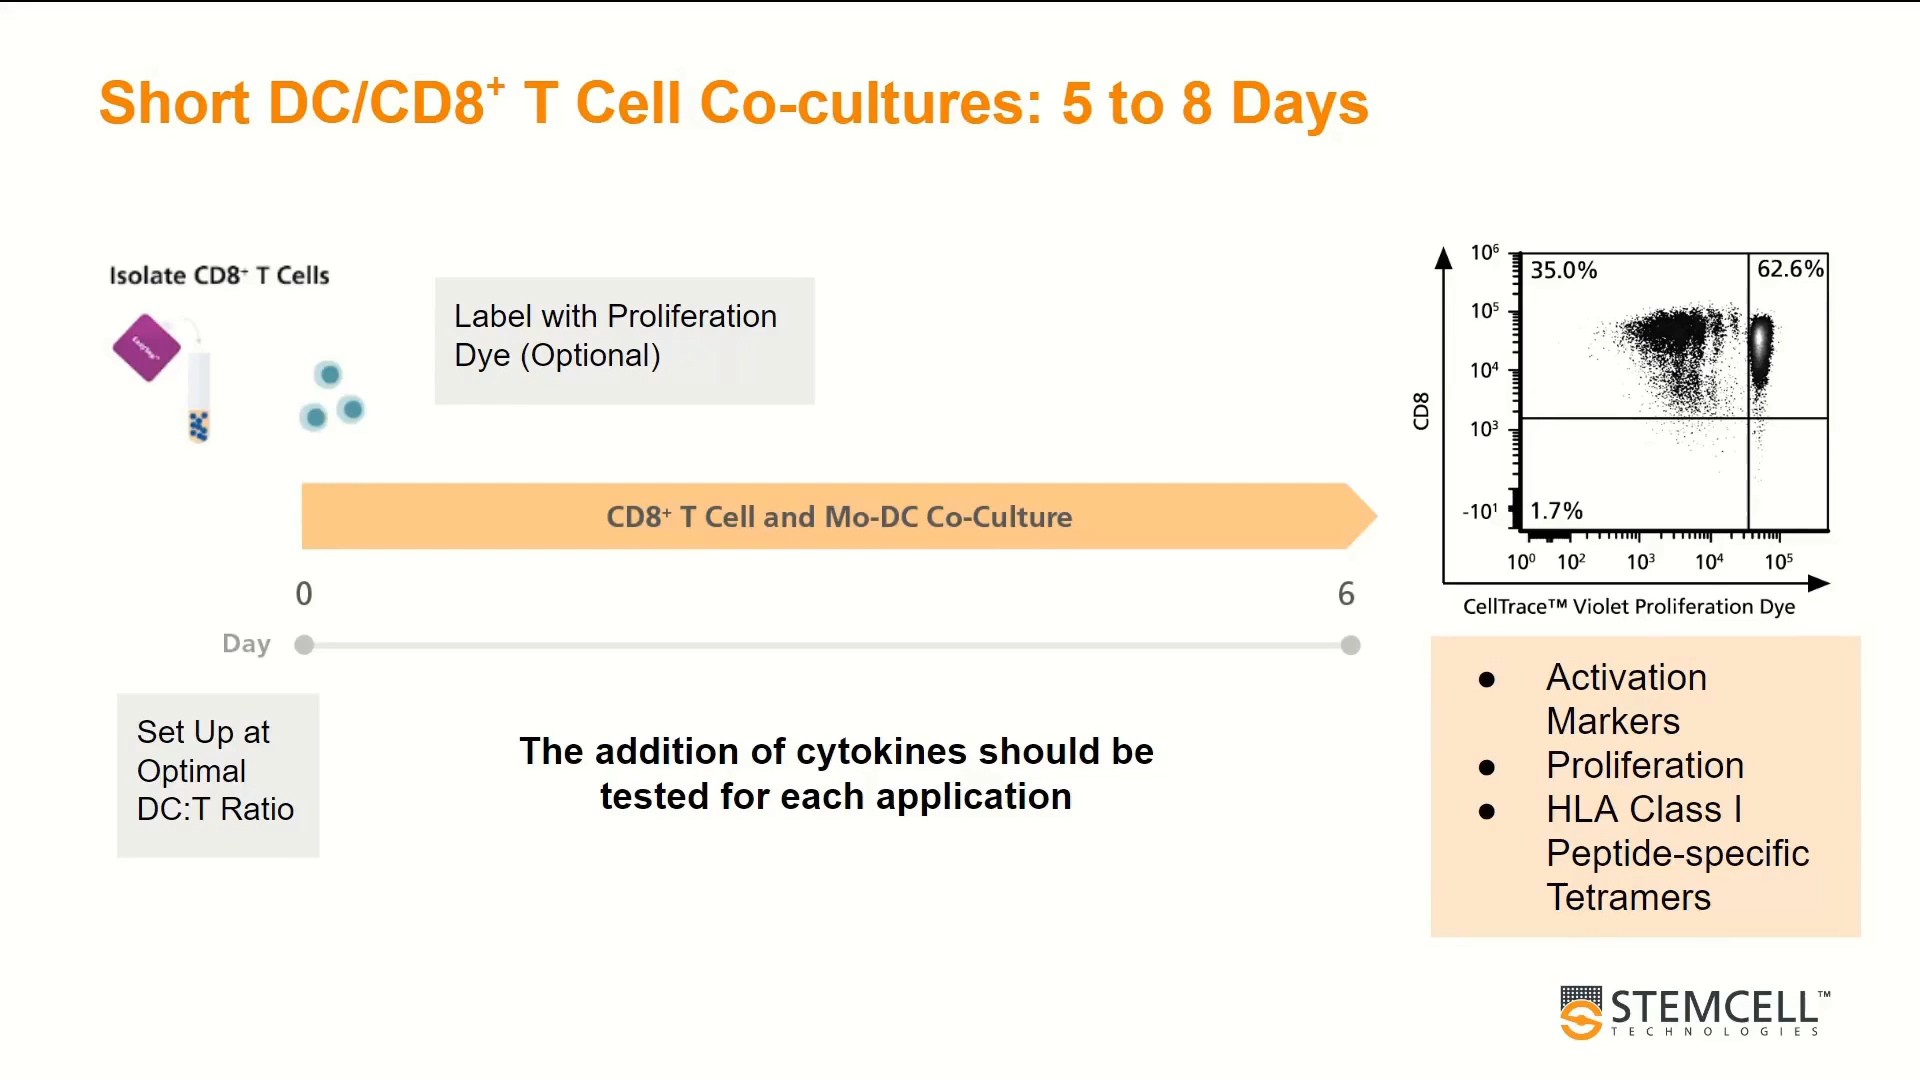 Short DC/CD8⁺ T Cell Co-cultures: 5 to 8 Days
Isolate CD8⁺ T Cells
EasySep™
Label with Proliferation
Dye (Optional)
CD8⁺ T Cell and Mo-DC Co-Culture
0
6
Day
Set Up at
Optimal
DC:T Ratio
The addition of cytokines should be
tested for each application
10⁶
10⁵
10⁴
10³
-10¹
CD8
35.0%
62.6%
1.7%
10⁰ 10² 10³ 10⁴ 10⁵
CellTrace™ Violet Proliferation Dye
● Activation
Markers
● Proliferation
● HLA Class I
Peptide-specific
Tetramers
STEMCELL™
TECHNOLOGIES